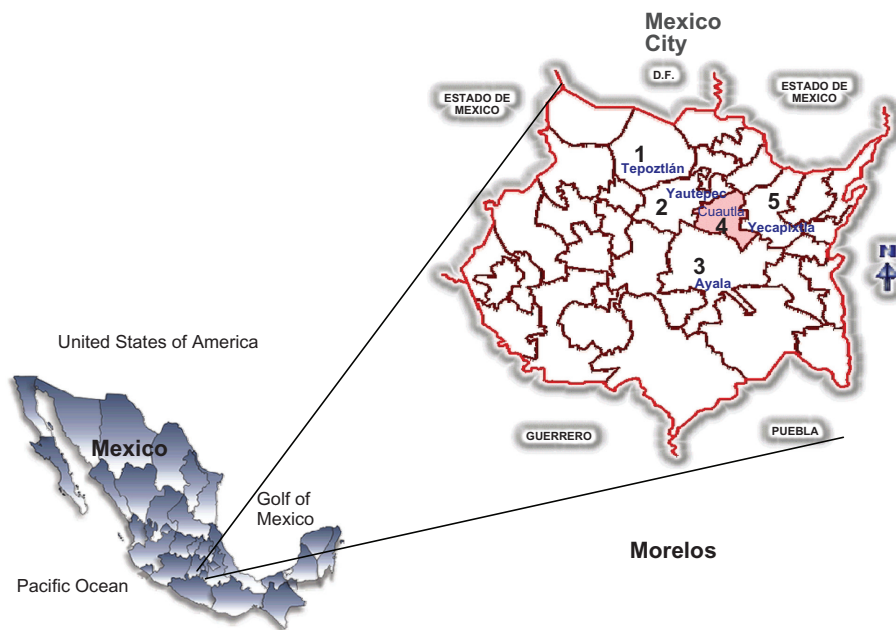 Mexico
City
D.F.
ESTADO DE
MEXICO
ESTADO DE
MEXICO
1
Tepoztlán
Yautepec
2
Cuautla
4
5
Yecapixtla
3
Ayala
N
GUERRERO
PUEBLA
Morelos
United States of America
Mexico
Golf of
Mexico
Pacific Ocean